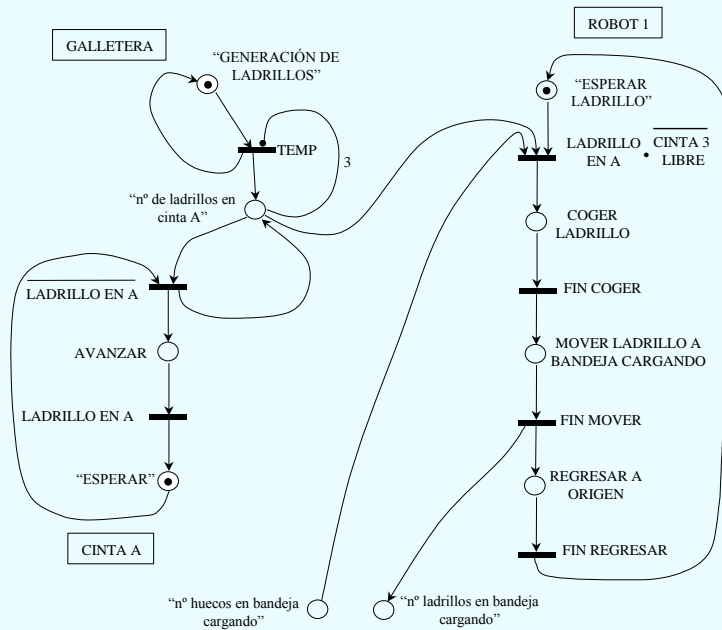 GALLETERA
"GENERACIÓN DE
LADRILLOS"
TEMP
3
"nº de ladrillos en
cinta A"
LADRILLO EN A
AVANZAR
LADRILLO EN A
"ESPERAR"
CINTA A
ROBOT 1
"ESPERAR
LADRILLO"
LADRILLO
EN A
• CINTA 3
LIBRE
COGER
LADRILLO
FIN COGER
MOVER LADRILLO A
BANDEJA CARGANDO
FIN MOVER
REGRESAR A
ORIGEN
FIN REGRESAR
"nº huecos en bandeja
cargando"
"nº ladrillos en bandeja
cargando"